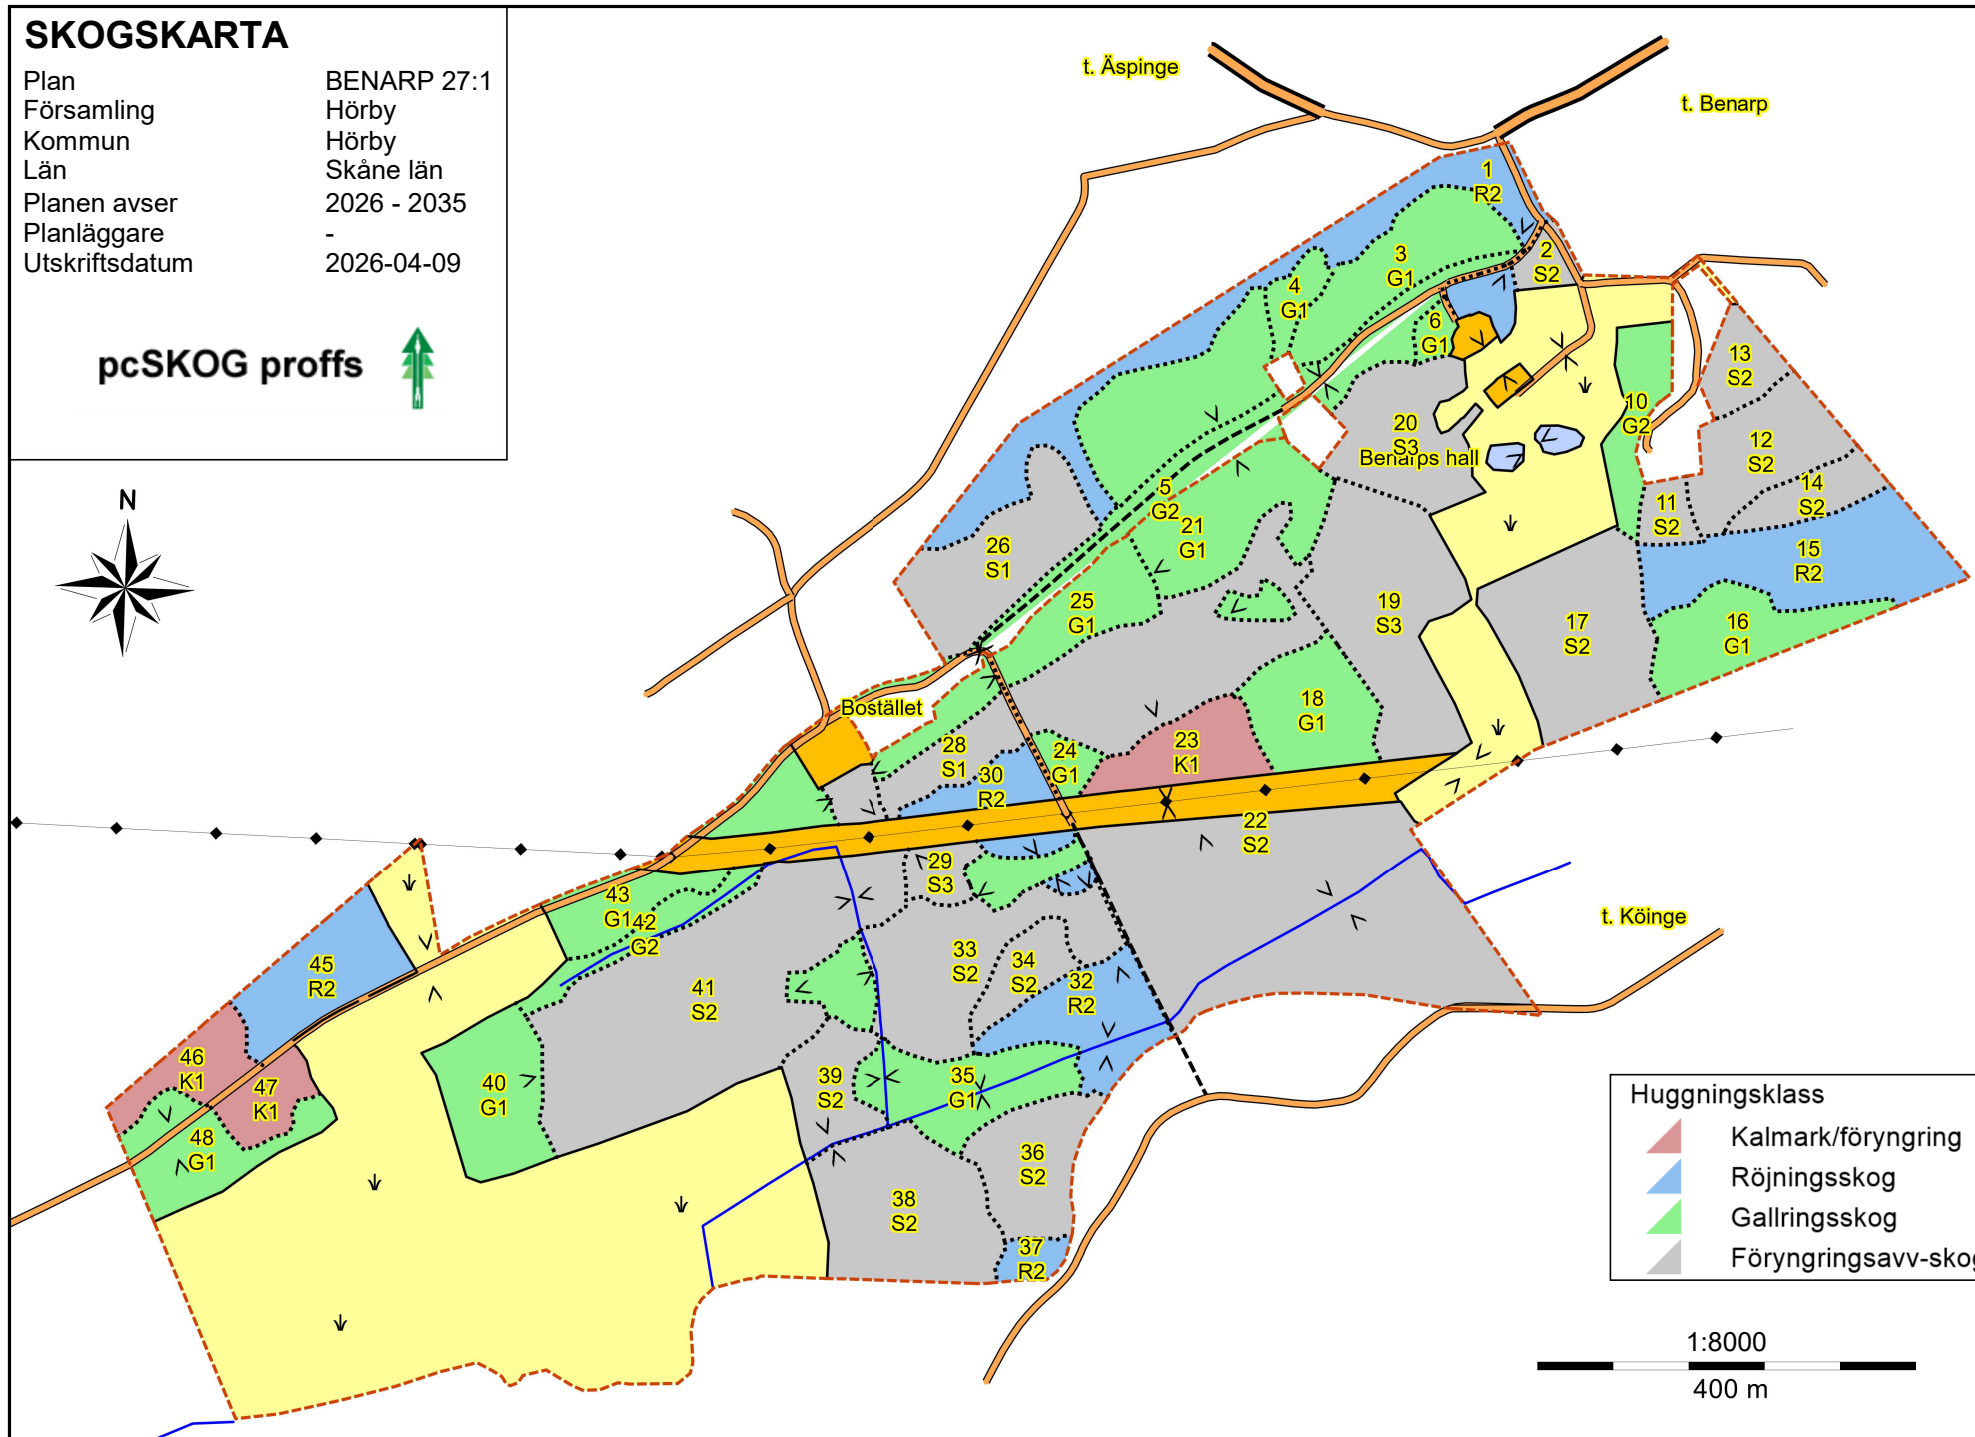 SKOGSKARTA
Plan BENARP 27:1
Församling Hörby
Kommun Hörby
Län Skåne län
Planen avser 2026 - 2035
Planläggare -
Utskriftsdatum 2026-04-09
pcSKOG proffs
N
t. Äspinge
t. Benarp
1
R2
2
S2
3
G1
4
G1
6
G1
13
S2
10
G2
20
S3
Benarps hall
12
S2
14
S2
11
S2
5
G2
21
G1
26
S1
15
R2
25
G1
19
S3
17
S2
16
G1
18
G1
Bostället
28
S1
24
G1
23
K1
30
R2
22
S2
29
S3
43
G1
42
G2
t. Köinge
45
R2
33
S2
34
S2
32
R2
41
S2
46
K1
47
K1
40
G1
39
S2
35
G1
48
G1
36
S2
38
S2
37
R2
Huggningsklass
Kalmark/föryngring
Röjningsskog
Gallringsskog
Föryngringsavv-skog
1:8000
400 m